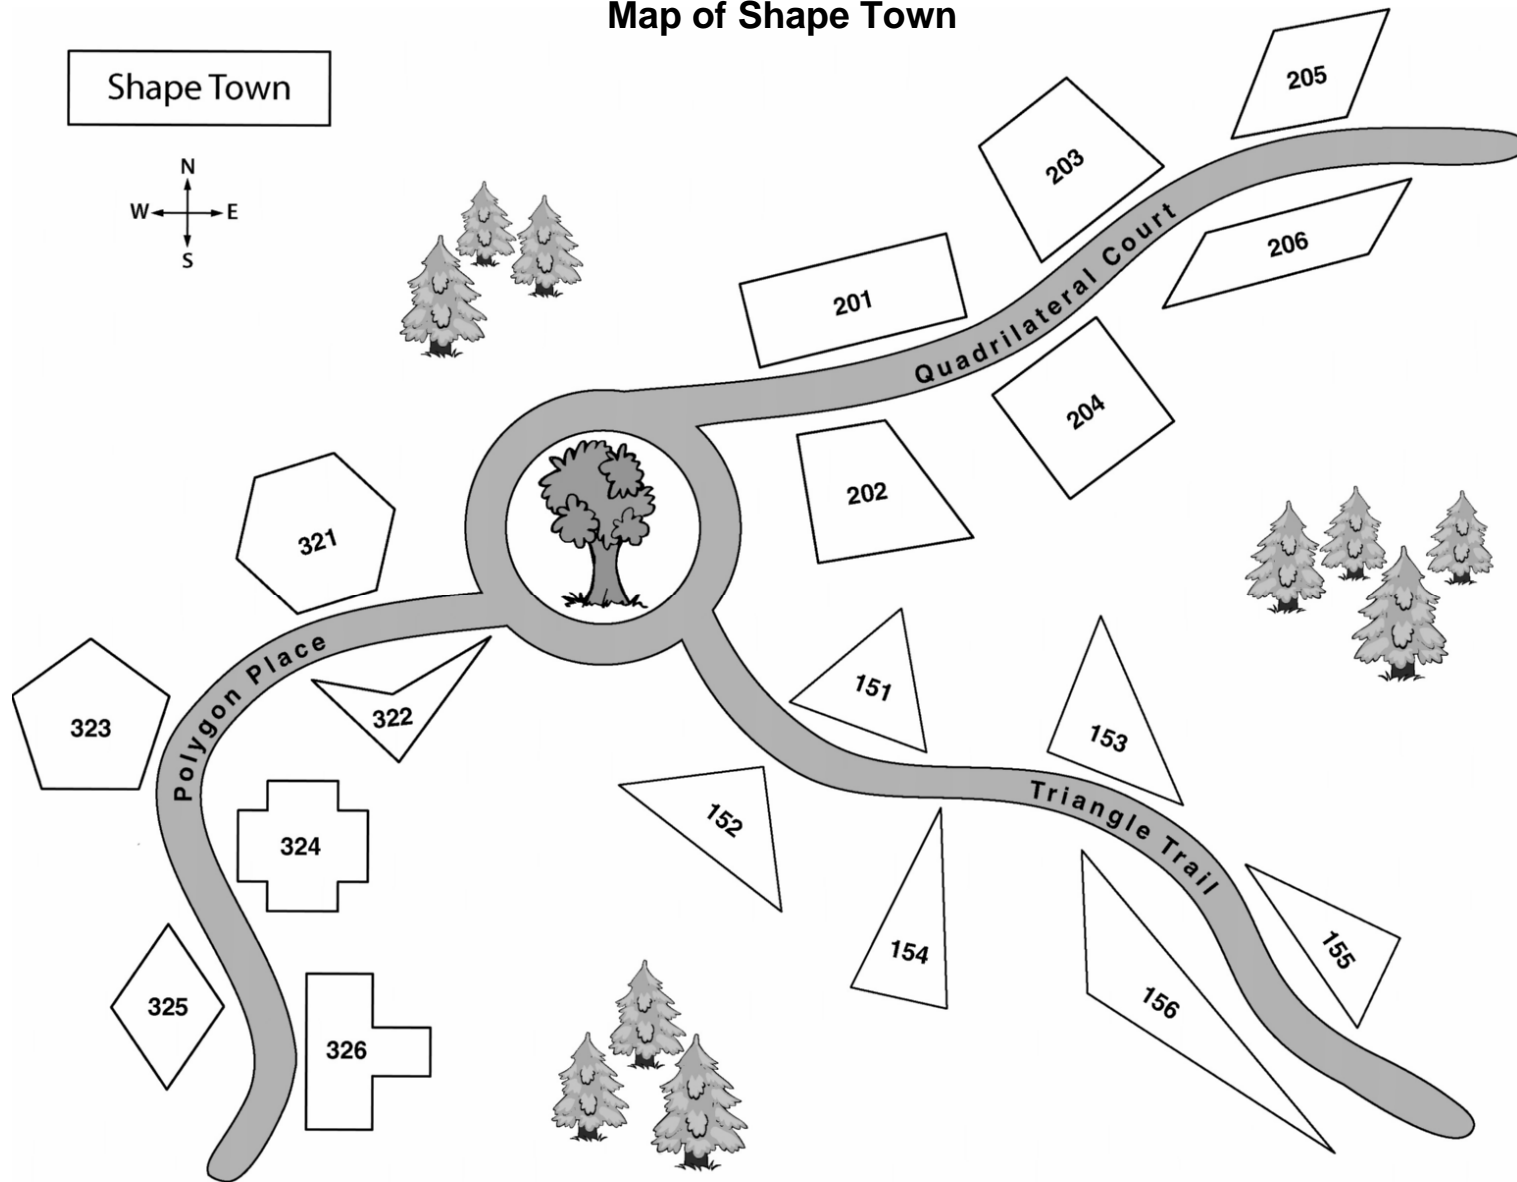 Map of Shape Town
Shape Town
N
W E
S
205
203
206
201
Quadrilateral Court
204
202
321
Polygon Place
323
322
151
153
152
Triangle Trail
324
154
155
156
325
326